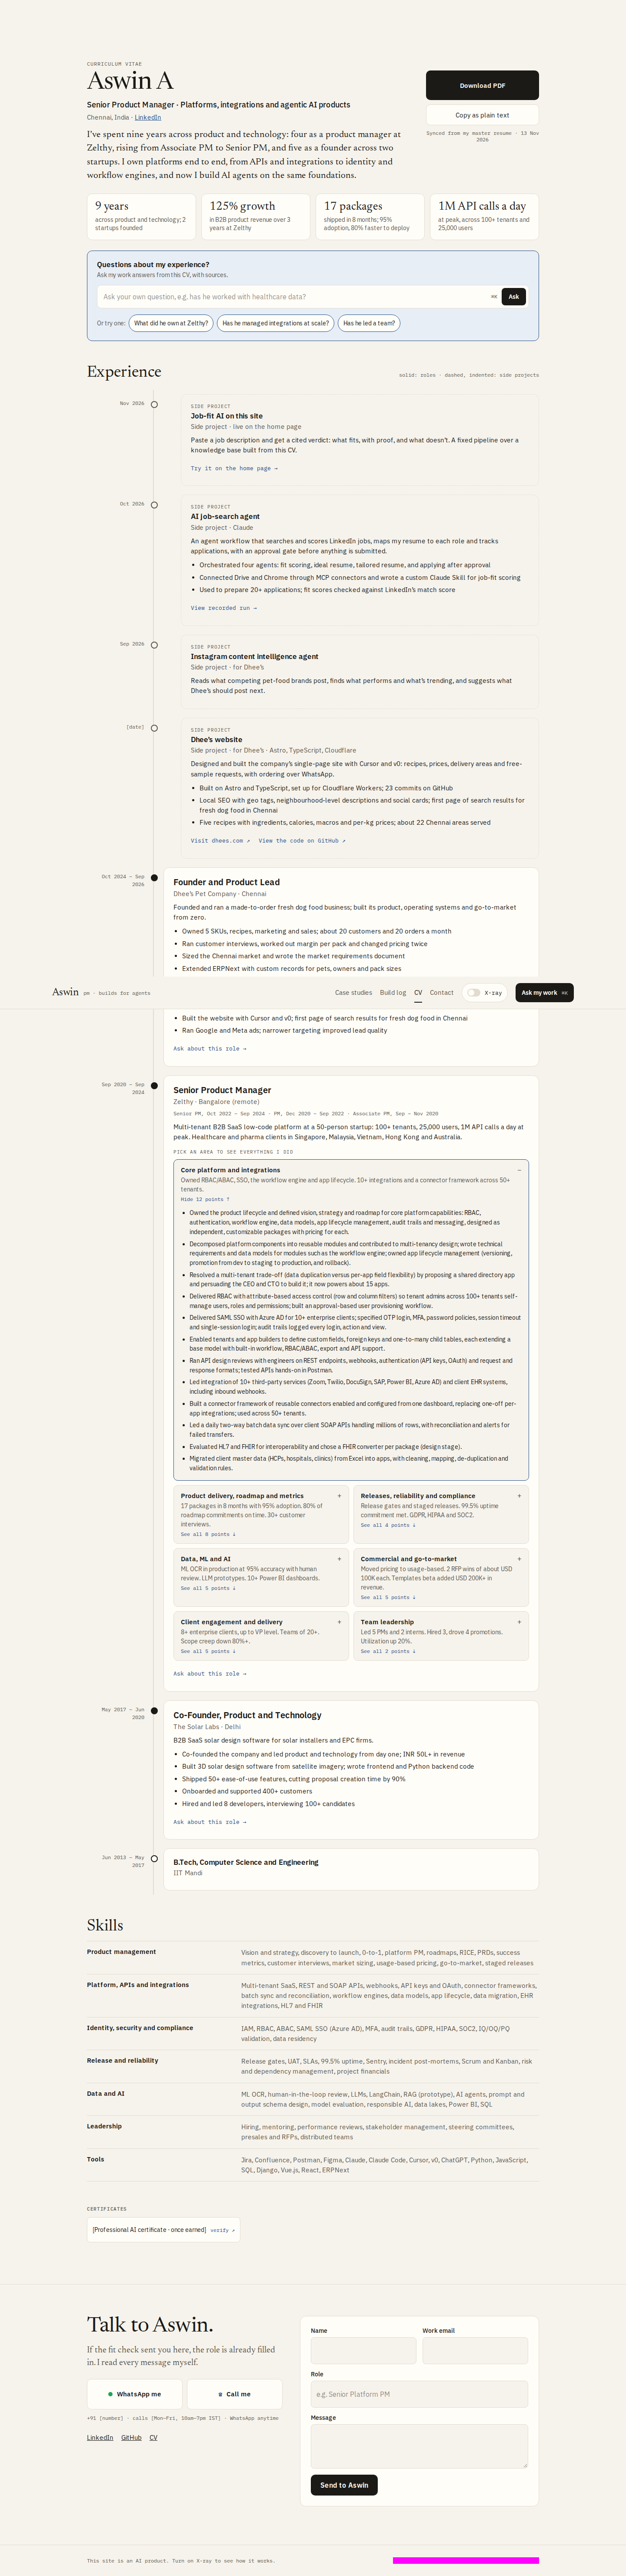 CURRICULUM VITAE
Aswin A
Senior Product Manager · Platforms, integrations and agentic AI products
Chennai, India · LinkedIn
I've spent nine years across product and technology: four as a product manager at
Zelthy, rising from Associate PM to Senior PM, and five as a founder across two
startups. I own platforms end to end, from APIs and integrations to identity and
workflow engines, and now I build AI agents on the same foundations.
Download PDF
Copy as plain text
Synced from my master resume · 13 Nov
2026
9 years
across product and technology; 2
startups founded
125% growth
in B2B product revenue over 3
years at Zelthy
17 packages
shipped in 8 months; 95%
adoption, 80% faster to deploy
1M API calls a day
at peak, across 100+ tenants and
25,000 users
Questions about my experience?
Ask my work answers from this CV, with sources.
Ask your own question, e.g. has he worked with healthcare data?
⌘K
Ask
Or try one:
What did he own at Zelthy?
Has he managed integrations at scale?
Has he led a team?
Experience
solid: roles · dashed, indented: side projects
Nov 2026
SIDE PROJECT
Job-fit AI on this site
Side project · live on the home page
Paste a job description and get a cited verdict: what fits, with proof, and what doesn't. A fixed pipeline over a
knowledge base built from this CV.
Try it on the home page →
Oct 2026
SIDE PROJECT
AI job-search agent
Side project · Claude
An agent workflow that searches and scores LinkedIn jobs, maps my resume to each role and tracks
applications, with an approval gate before anything is submitted.
• Orchestrated four agents: fit scoring, ideal resume, tailored resume, and applying after approval
• Connected Drive and Chrome through MCP connectors and wrote a custom Claude Skill for job-fit scoring
• Used to prepare 20+ applications; fit scores checked against LinkedIn's match score
View recorded run →
Sep 2026
SIDE PROJECT
Instagram content intelligence agent
Side project · for Dhee's
Reads what competing pet-food brands post, finds what performs and what's trending, and suggests what
Dhee's should post next.
[date]
SIDE PROJECT
Dhee's website
Side project · for Dhee's · Astro, TypeScript, Cloudflare
Designed and built the company's single-page site with Cursor and v0: recipes, prices, delivery areas and free-
sample requests, with ordering over WhatsApp.
• Built on Astro and TypeScript, set up for Cloudflare Workers; 23 commits on GitHub
• Local SEO with geo tags, neighbourhood-level descriptions and social cards; first page of search results for
fresh dog food in Chennai
• Five recipes with ingredients, calories, macros and per-kg prices; about 22 Chennai areas served
Visit dhees.com ↗ View the code on GitHub ↗
Oct 2024 – Sep
2026
Founder and Product Lead
Dhee's Pet Company · Chennai
Founded and ran a made-to-order fresh dog food business; built its product, operating systems and go-to-market
from zero.
• Owned 5 SKUs, recipes, marketing and sales; about 20 customers and 20 orders a month
• Ran customer interviews, worked out margin per pack and changed pricing twice
• Sized the Chennai market and wrote the market requirements document
• Extended ERPNext with custom records for pets, owners and pack sizes
Aswin pm · builds for agents
Case studies
Build log
CV
Contact
X-ray
Ask my work ⌘K
• Built the website with Cursor and v0; first page of search results for fresh dog food in Chennai
• Ran Google and Meta ads; narrower targeting improved lead quality
Ask about this role →
Sep 2020 – Sep
2024
Senior Product Manager
Zelthy · Bangalore (remote)
Senior PM, Oct 2022 – Sep 2024 · PM, Dec 2020 – Sep 2022 · Associate PM, Sep – Nov 2020
Multi-tenant B2B SaaS low-code platform at a 50-person startup: 100+ tenants, 25,000 users, 1M API calls a day at
peak. Healthcare and pharma clients in Singapore, Malaysia, Vietnam, Hong Kong and Australia.
PICK AN AREA TO SEE EVERYTHING I DID
Core platform and integrations
−
Owned RBAC/ABAC, SSO, the workflow engine and app lifecycle. 10+ integrations and a connector framework across 50+
tenants.
Hide 12 points ↑
• Owned the product lifecycle and defined vision, strategy and roadmap for core platform capabilities: RBAC,
authentication, workflow engine, data models, app lifecycle management, audit trails and messaging, designed as
independent, customizable packages with pricing for each.
• Decomposed platform components into reusable modules and contributed to multi-tenancy design; wrote technical
requirements and data models for modules such as the workflow engine; owned app lifecycle management (versioning,
promotion from dev to staging to production, and rollback).
• Resolved a multi-tenant trade-off (data duplication versus per-app field flexibility) by proposing a shared directory app
and persuading the CEO and CTO to build it; it now powers about 15 apps.
• Delivered RBAC with attribute-based access control (row and column filters) so tenant admins across 100+ tenants self-
manage users, roles and permissions; built an approval-based user provisioning workflow.
• Delivered SAML SSO with Azure AD for 10+ enterprise clients; specified OTP login, MFA, password policies, session timeout
and single-session login; audit trails logged every login, action and view.
• Enabled tenants and app builders to define custom fields, foreign keys and one-to-many child tables, each extending a
base model with built-in workflow, RBAC/ABAC, export and API support.
• Ran API design reviews with engineers on REST endpoints, webhooks, authentication (API keys, OAuth) and request and
response formats; tested APIs hands-on in Postman.
• Led integration of 10+ third-party services (Zoom, Twilio, DocuSign, SAP, Power BI, Azure AD) and client EHR systems,
including inbound webhooks.
• Built a connector framework of reusable connectors enabled and configured from one dashboard, replacing one-off per-
app integrations; used across 50+ tenants.
• Led a daily two-way batch data sync over client SOAP APIs handling millions of rows, with reconciliation and alerts for
failed transfers.
• Evaluated HL7 and FHIR for interoperability and chose a FHIR converter per package (design stage).
• Migrated client master data (HCPs, hospitals, clinics) from Excel into apps, with cleaning, mapping, de-duplication and
validation rules.
Product delivery, roadmap and metrics
+
17 packages in 8 months with 95% adoption. 80% of
roadmap commitments on time. 30+ customer
interviews.
See all 8 points ↓
Releases, reliability and compliance
+
Release gates and staged releases. 99.5% uptime
commitment met. GDPR, HIPAA and SOC2.
See all 4 points ↓
Data, ML and AI
+
ML OCR in production at 95% accuracy with human
review. LLM prototypes. 10+ Power BI dashboards.
See all 5 points ↓
Commercial and go-to-market
+
Moved pricing to usage-based. 2 RFP wins of about USD
100K each. Templates beta added USD 200K+ in
revenue.
See all 5 points ↓
Client engagement and delivery
+
8+ enterprise clients, up to VP level. Teams of 20+.
Scope creep down 80%+.
See all 5 points ↓
Team leadership
+
Led 5 PMs and 2 interns. Hired 3, drove 4 promotions.
Utilization up 20%.
See all 2 points ↓
Ask about this role →
May 2017 – Jun
2020
Co-Founder, Product and Technology
The Solar Labs · Delhi
B2B SaaS solar design software for solar installers and EPC firms.
• Co-founded the company and led product and technology from day one; INR 50L+ in revenue
• Built 3D solar design software from satellite imagery; wrote frontend and Python backend code
• Shipped 50+ ease-of-use features, cutting proposal creation time by 90%
• Onboarded and supported 400+ customers
• Hired and led 8 developers, interviewing 100+ candidates
Ask about this role →
Jun 2013 – May
2017
B.Tech, Computer Science and Engineering
IIT Mandi
Skills
Product management
Vision and strategy, discovery to launch, 0-to-1, platform PM, roadmaps, RICE, PRDs, success
metrics, customer interviews, market sizing, usage-based pricing, go-to-market, staged releases
Platform, APIs and integrations
Multi-tenant SaaS, REST and SOAP APIs, webhooks, API keys and OAuth, connector frameworks,
batch sync and reconciliation, workflow engines, data models, app lifecycle, data migration, EHR
integrations, HL7 and FHIR
Identity, security and compliance
IAM, RBAC, ABAC, SAML SSO (Azure AD), MFA, audit trails, GDPR, HIPAA, SOC2, IQ/OQ/PQ
validation, data residency
Release and reliability
Release gates, UAT, SLAs, 99.5% uptime, Sentry, incident post-mortems, Scrum and Kanban, risk
and dependency management, project financials
Data and AI
ML OCR, human-in-the-loop review, LLMs, LangChain, RAG (prototype), AI agents, prompt and
output schema design, model evaluation, responsible AI, data lakes, Power BI, SQL
Leadership
Hiring, mentoring, performance reviews, stakeholder management, steering committees,
presales and RFPs, distributed teams
Tools
Jira, Confluence, Postman, Figma, Claude, Claude Code, Cursor, v0, ChatGPT, Python, JavaScript,
SQL, Django, Vue.js, React, ERPNext
CERTIFICATES
[Professional AI certificate · once earned] verify ↗
Talk to Aswin.
If the fit check sent you here, the role is already filled
in. I read every message myself.
WhatsApp me
Call me
+91 [number] · calls [Mon–Fri, 10am–7pm IST] · WhatsApp anytime
LinkedIn GitHub CV
Name
Work email
Role
e.g. Senior Platform PM
Message
Send to Aswin
This site is an AI product. Turn on X-ray to see how it works.